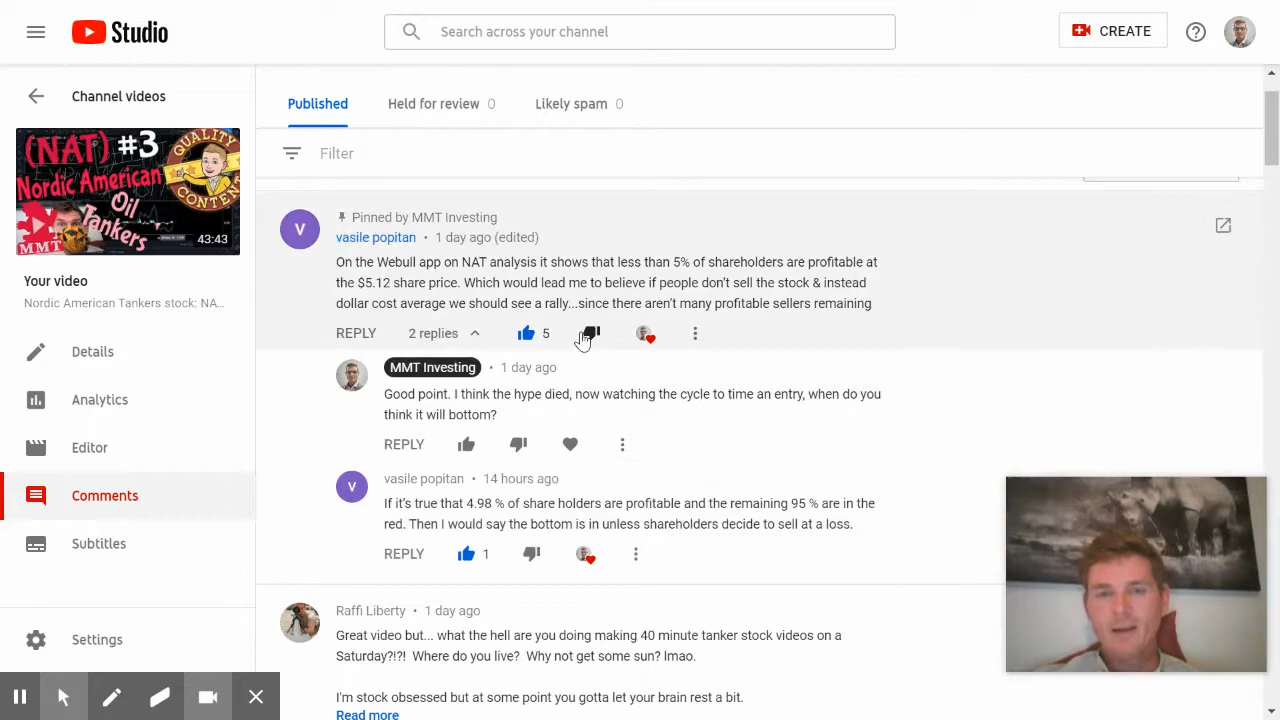 Studio
Search across your channel
CREATE
Channel videos
Published
Held for review 0
Likely spam 0
Filter
(NAT) #3
Nordic American
Oil
Tankers
QUALITY
CONTENT
MMT
43:43
Your video
Nordic American Tankers stock: NA...
Details
Analytics
Editor
Comments
Subtitles
Settings
V
Pinned by MMT Investing
vasile popitan • 1 day ago (edited)
On the Webull app on NAT analysis it shows that less than 5% of shareholders are profitable at
the $5.12 share price. Which would lead me to believe if people don't sell the stock & instead
dollar cost average we should see a rally...since there aren't many profitable sellers remaining
REPLY 2 replies 5
MMT Investing • 1 day ago
Good point. I think the hype died, now watching the cycle to time an entry, when do you
think it will bottom?
REPLY
V
vasile popitan • 14 hours ago
If it's true that 4.98 % of share holders are profitable and the remaining 95 % are in the
red. Then I would say the bottom is in unless shareholders decide to sell at a loss.
REPLY 1
Raffi Liberty • 1 day ago
Great video but... what the hell are you doing making 40 minute tanker stock videos on a
Saturday?!?! Where do you live? Why not get some sun? lmao.
I'm stock obsessed but at some point you gotta let your brain rest a bit.
Read more